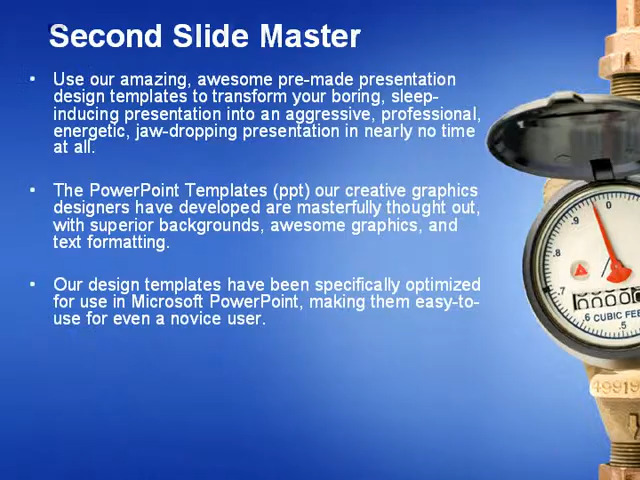 Second Slide Master
• Use our amazing, awesome pre-made presentation
design templates to transform your boring, sleep-
inducing presentation into an aggressive, professional,
energetic, jaw-dropping presentation in nearly no time
at all.
• The PowerPoint Templates (ppt) our creative graphics
designers have developed are masterfully thought out,
with superior backgrounds, awesome graphics, and
text formatting.
• Our design templates have been specifically optimized
for use in Microsoft PowerPoint, making them easy-to-
use for even a novice user.
0
.9
.8
.7
.6 CUBIC FEE
.5
49919